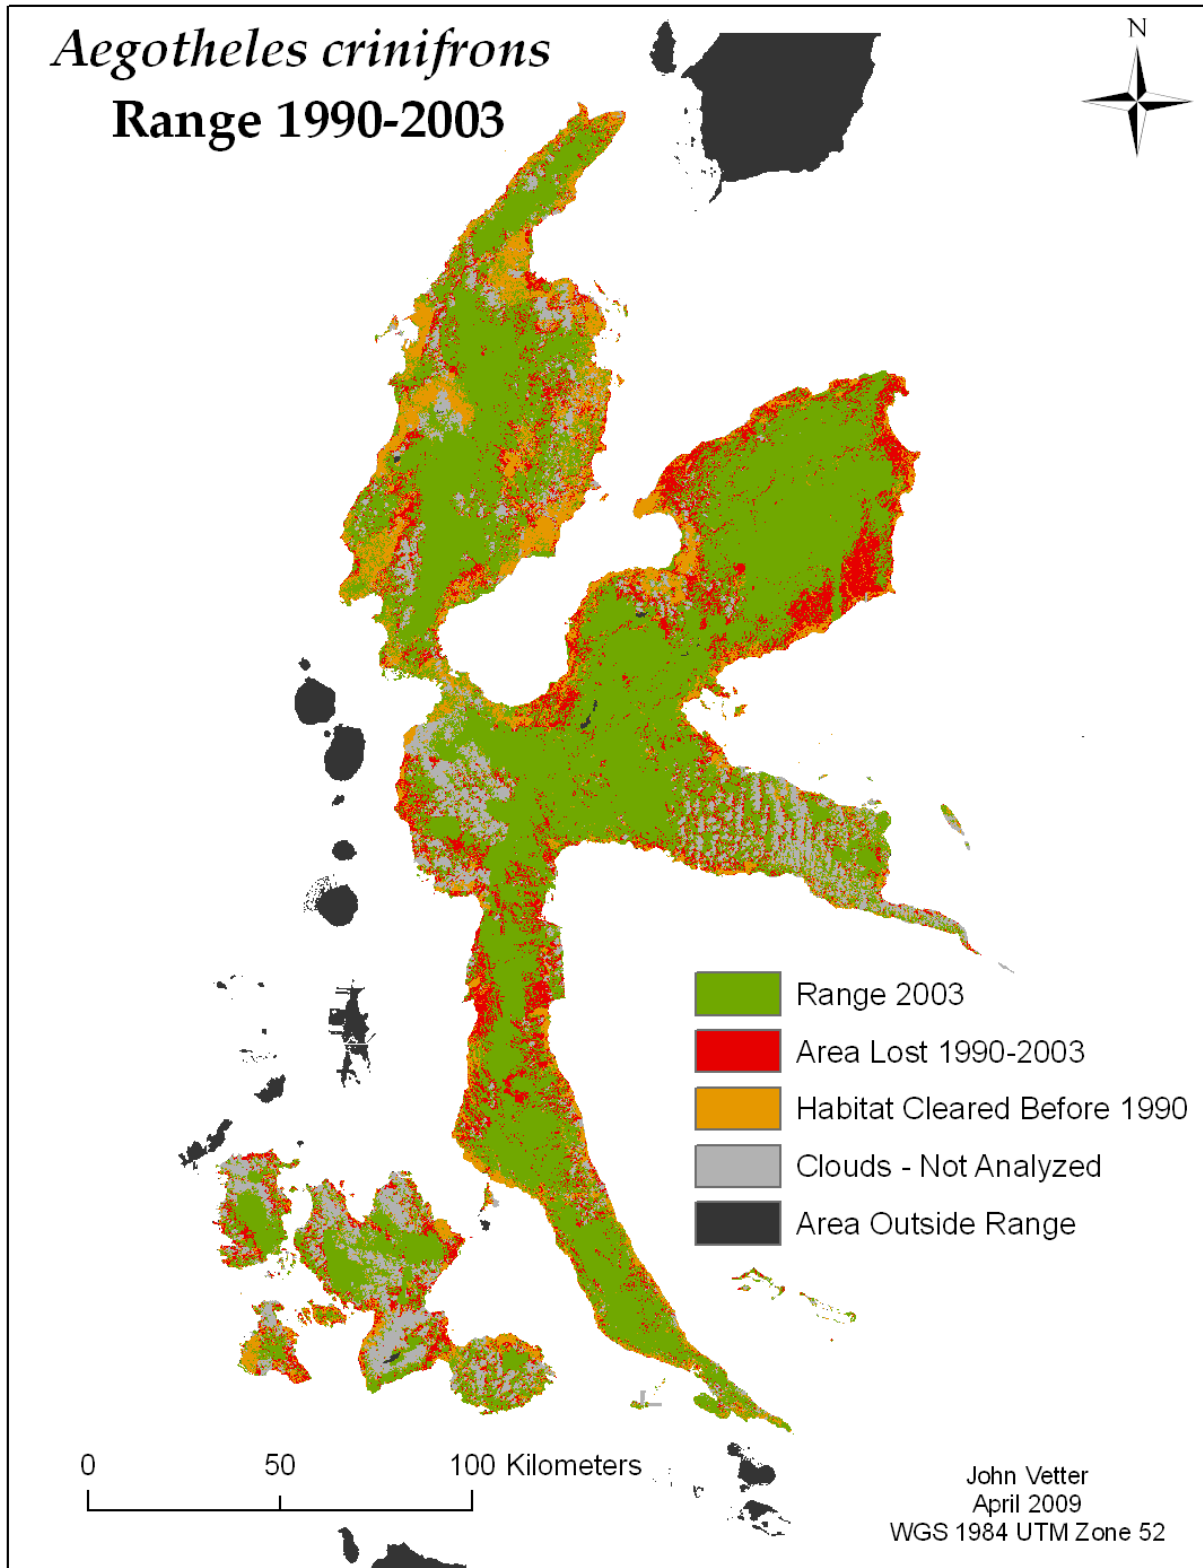 Aegotheles crinifrons
Range 1990-2003
N
Range 2003
Area Lost 1990-2003
Habitat Cleared Before 1990
Clouds - Not Analyzed
Area Outside Range
0 50 100 Kilometers
John Vetter
April 2009
WGS 1984 UTM Zone 52